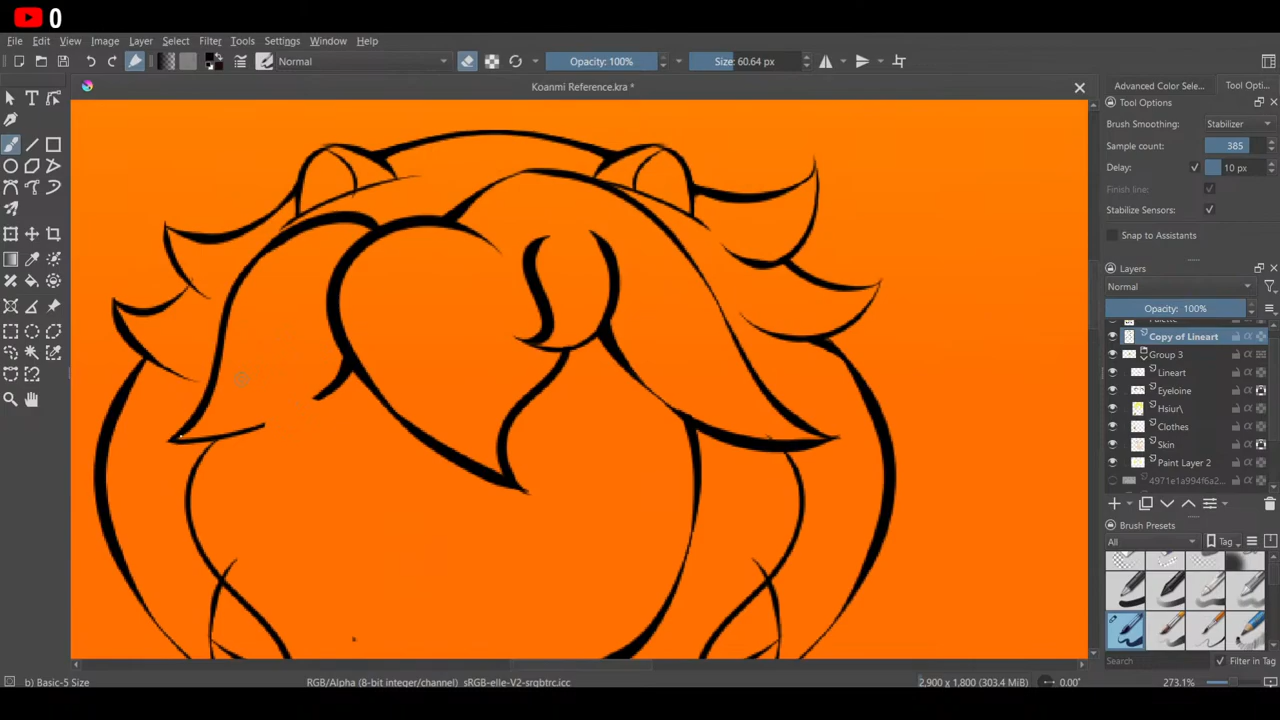 0
File Edit View Image Layer Select Filter Tools Settings Window Help
Normal
Opacity: 100%
Size: 60.64 px
Koanmi Reference.kra *
Advanced Color Sele...
Tool Opti...
Tool Options
Brush Smoothing:
Stabilizer
Sample count:
385
Delay:
10 px
Finish line:
Stabilize Sensors:
Snap to Assistants
Layers
Normal
Opacity: 100%
Palette
Copy of Lineart
Group 3
Lineart
Eyeloine
Hsiur\
Clothes
Skin
Paint Layer 2
4971e1a994f6a2...
Brush Presets
All
Tag
Search
Filter in Tag
b) Basic-5 Size
RGB/Alpha (8-bit integer/channel) sRGB-elle-V2-srgbtrc.icc
2,900 x 1,800 (303.4 MiB)
0.00°
273.1%